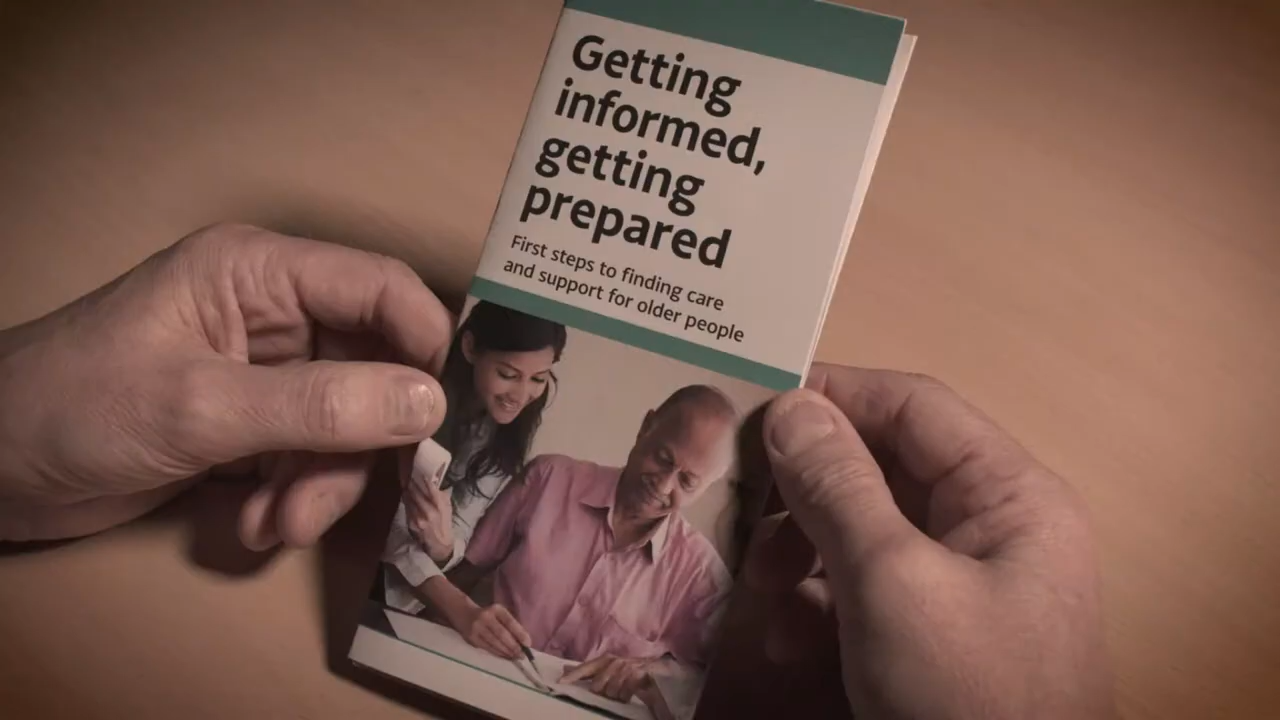 Getting
informed,
getting
prepared
First steps to finding care
and support for older people